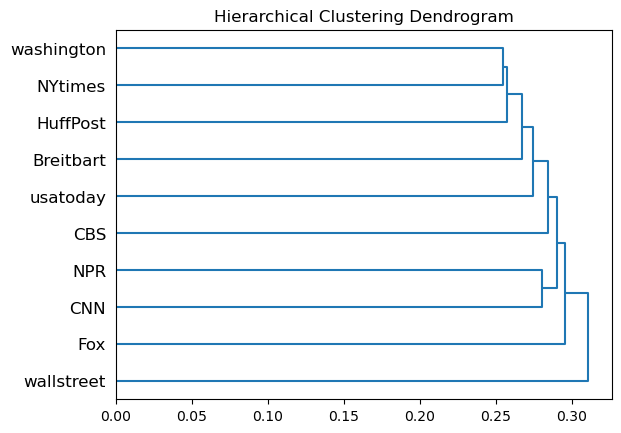 Hierarchical Clustering Dendrogram
washington
NYtimes
HuffPost
Breitbart
usatoday
CBS
NPR
CNN
Fox
wallstreet
0.00 0.05 0.10 0.15 0.20 0.25 0.30